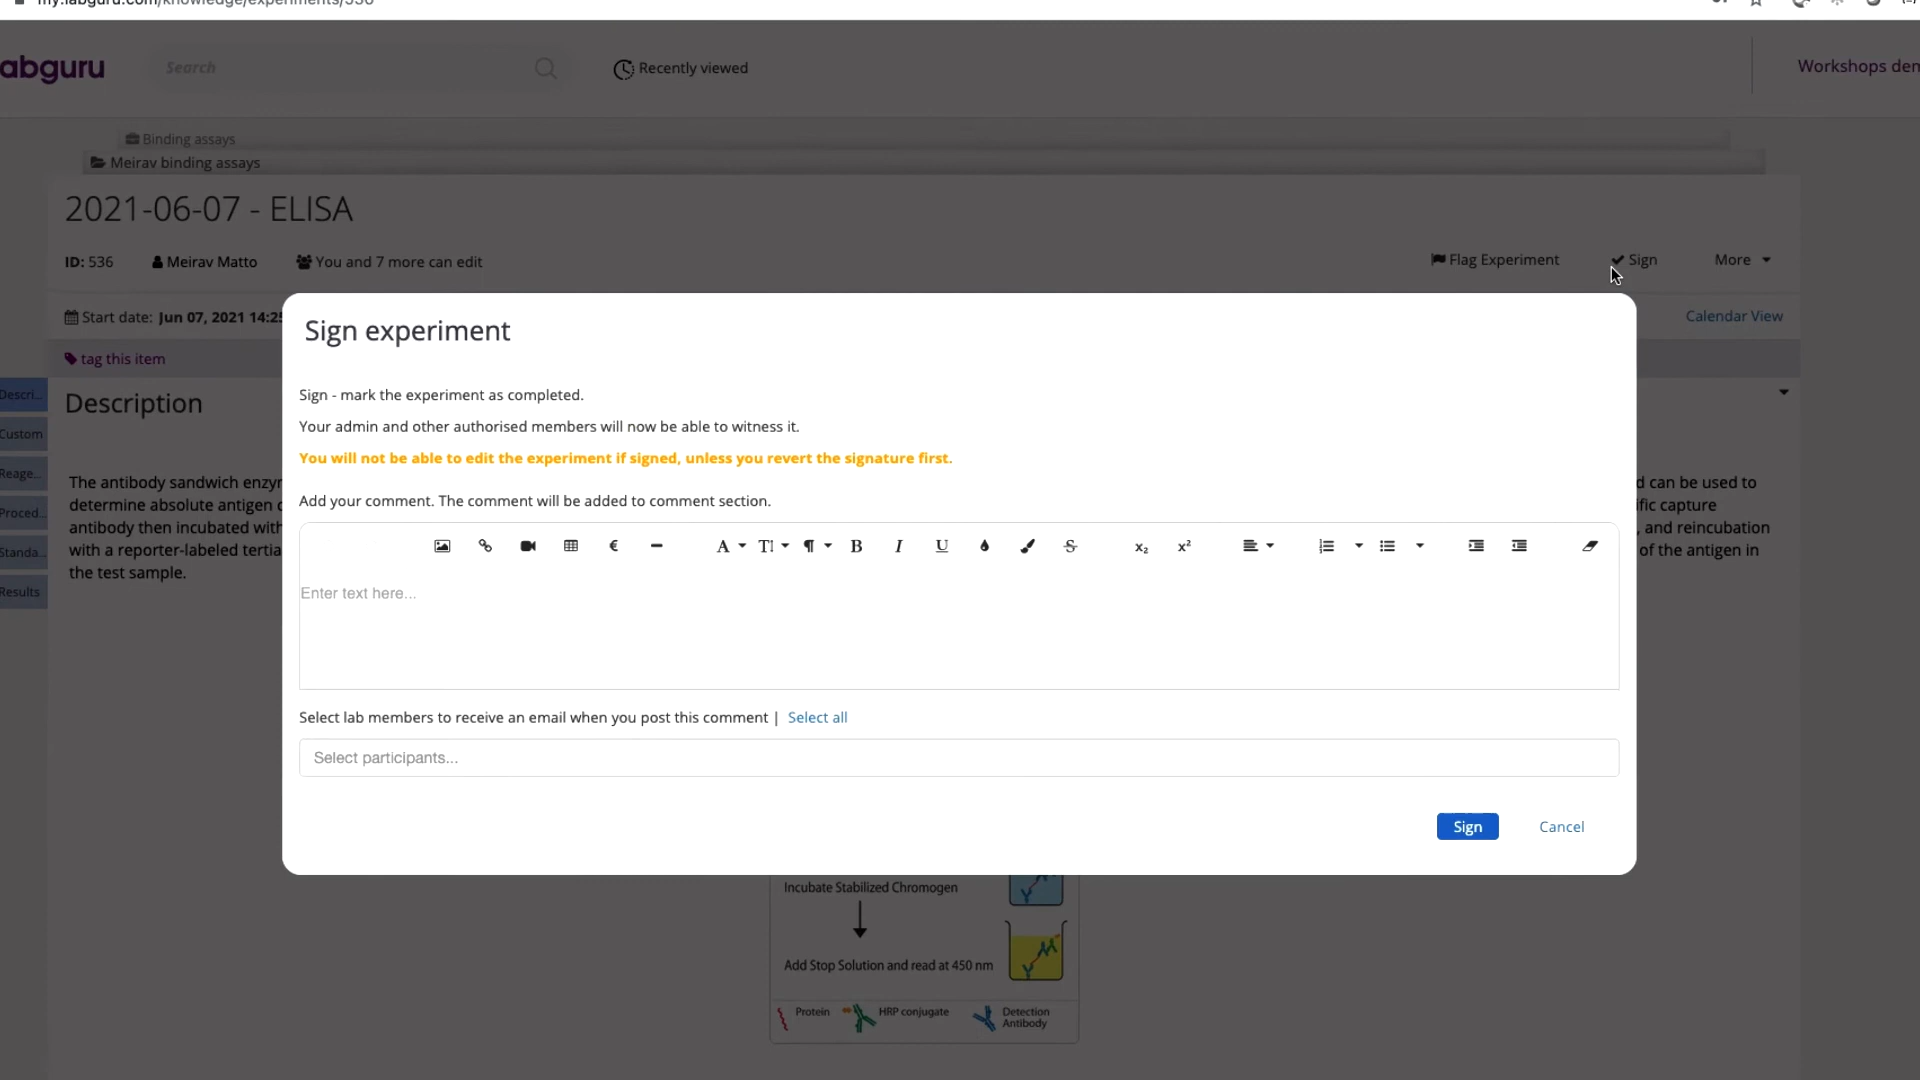 abguru
Search
Recently viewed
Binding assays
Meirav binding assays
2021-06-07 - ELISA
ID: 536
Meirav Matto
You and 7 more can edit
Flag Experiment
Sign
More
Start date: Jun 07, 2021
Calendar View
tag this item
Descri...
Custom
Reage...
Proced...
Standa...
Results
Description
The antibody sandwich
determine absolute antigen
antibody then incubated
with a reporter-labeled
the test sample.
d can be used to
ific capture
, and reincubation
of the antigen in
Sign experiment
Sign - mark the experiment as completed.
Your admin and other authorised members will now be able to witness it.
You will not be able to edit the experiment if signed, unless you revert the signature first.
Add your comment. The comment will be added to comment section.
Enter text here...
Select lab members to receive an email when you post this comment | Select all
Select participants...
Sign
Cancel
Incubate Stabilized Chromogen
Add Stop Solution and read at 450 nm
Protein
HRP conjugate
Detection
Antibody
Workshops